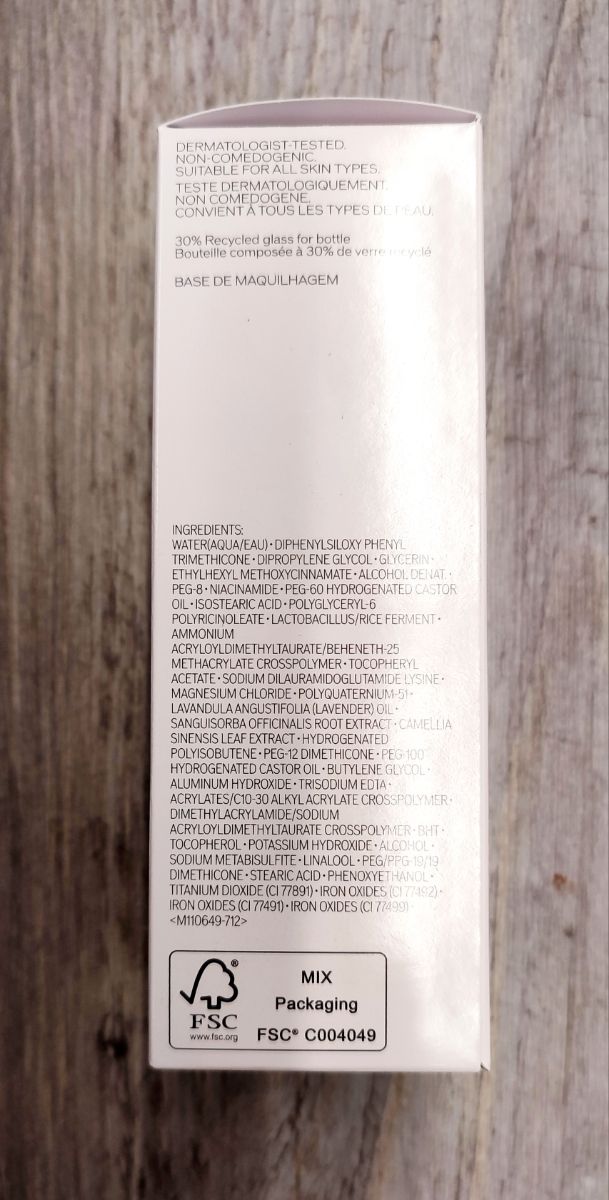 DERMATOLOGIST-TESTED.
NON-COMEDOGENIC.
SUITABLE FOR ALL SKIN TYPES.
TESTE DERMATOLOGIQUEMENT.
NON COMEDOGENE.
CONVIENT À TOUS LES TYPES DE PEAU.
30% Recycled glass for bottle
Bouteille composée à 30% de verre recyclé
BASE DE MAQUILHAGEM
INGREDIENTS:
WATER(AQUA/EAU)・DIPHENYLSILOXY PHENYL
TRIMETHICONE・DIPROPYLENE GLYCOL・GLYCERIN・
ETHYLHEXYL METHOXYCINNAMATE・ALCOHOL DENAT.・
PEG-8・NIACINAMIDE・PEG-60 HYDROGENATED CASTOR
OIL・ISOSTEARIC ACID・POLYGLYCERYL-6
POLYRICINOLEATE・LACTOBACILLUS/RICE FERMENT・
AMMONIUM
ACRYLOYLDIMETHYLTAURATE/BEHENETH-25
METHACRYLATE CROSSPOLYMER・TOCOPHERYL
ACETATE・SODIUM DILAURAMIDOGLUTAMIDE LYSINE・
MAGNESIUM CHLORIDE・POLYQUATERNIUM-51・
LAVANDULA ANGUSTIFOLIA (LAVENDER) OIL・
SANGUISORBA OFFICINALIS ROOT EXTRACT・CAMELLIA
SINENSIS LEAF EXTRACT・HYDROGENATED
POLYISOBUTENE・PEG-12 DIMETHICONE・PEG-100
HYDROGENATED CASTOR OIL・BUTYLENE GLYCOL・
ALUMINUM HYDROXIDE・TRISODIUM EDTA・
ACRYLATES/C10-30 ALKYL ACRYLATE CROSSPOLYMER・
DIMETHYLACRYLAMIDE/SODIUM
ACRYLOYLDIMETHYLTAURATE CROSSPOLYMER・BHT・
TOCOPHEROL・POTASSIUM HYDROXIDE・ALCOHOL・
SODIUM METABISULFITE・LINALOOL・PEG/PPG-19/19
DIMETHICONE・STEARIC ACID・PHENOXYETHANOL・
TITANIUM DIOXIDE (CI 77891)・IRON OXIDES (CI 77492)・
IRON OXIDES (CI 77491)・IRON OXIDES (CI 77499)・
<M110649-712>
®
FSC
www.fsc.org
MIX
Packaging
FSC® C004049